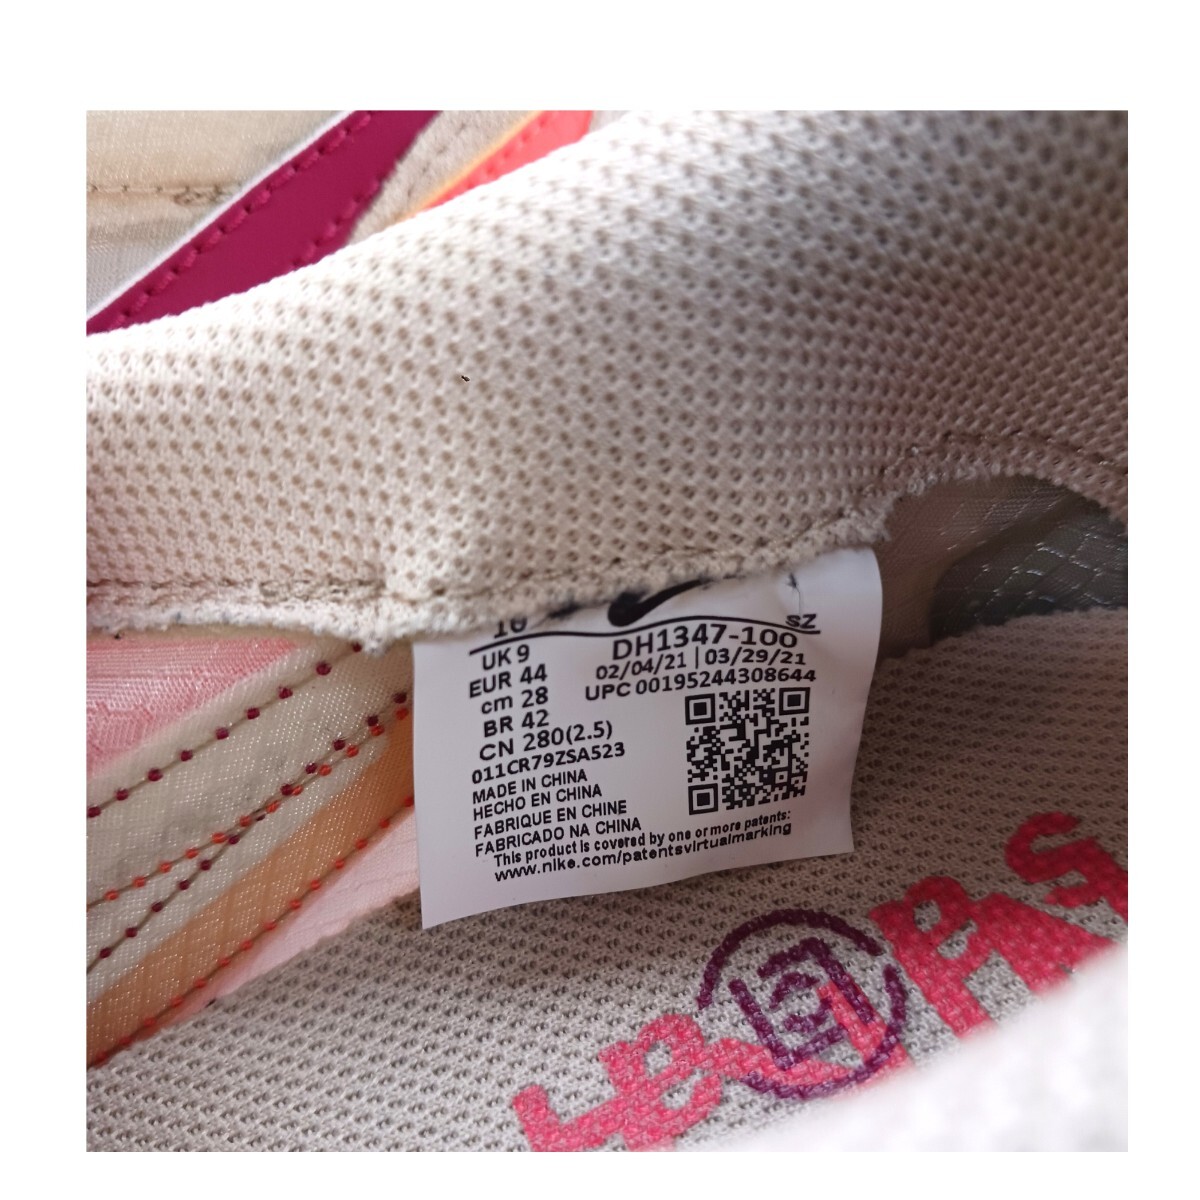 10
SZ
UK 9
DH1347-100
EUR 44
02/04/21 | 03/29/21
cm 28
UPC 00195244308644
BR 42
CN 280(2.5)
011CR79ZSA523
MADE IN CHINA
HECHO EN CHINA
FABRIQUE EN CHINE
FABRICADO NA CHINA
This product is covered by one or more patents:
www.nike.com/patentsvirtualmarking